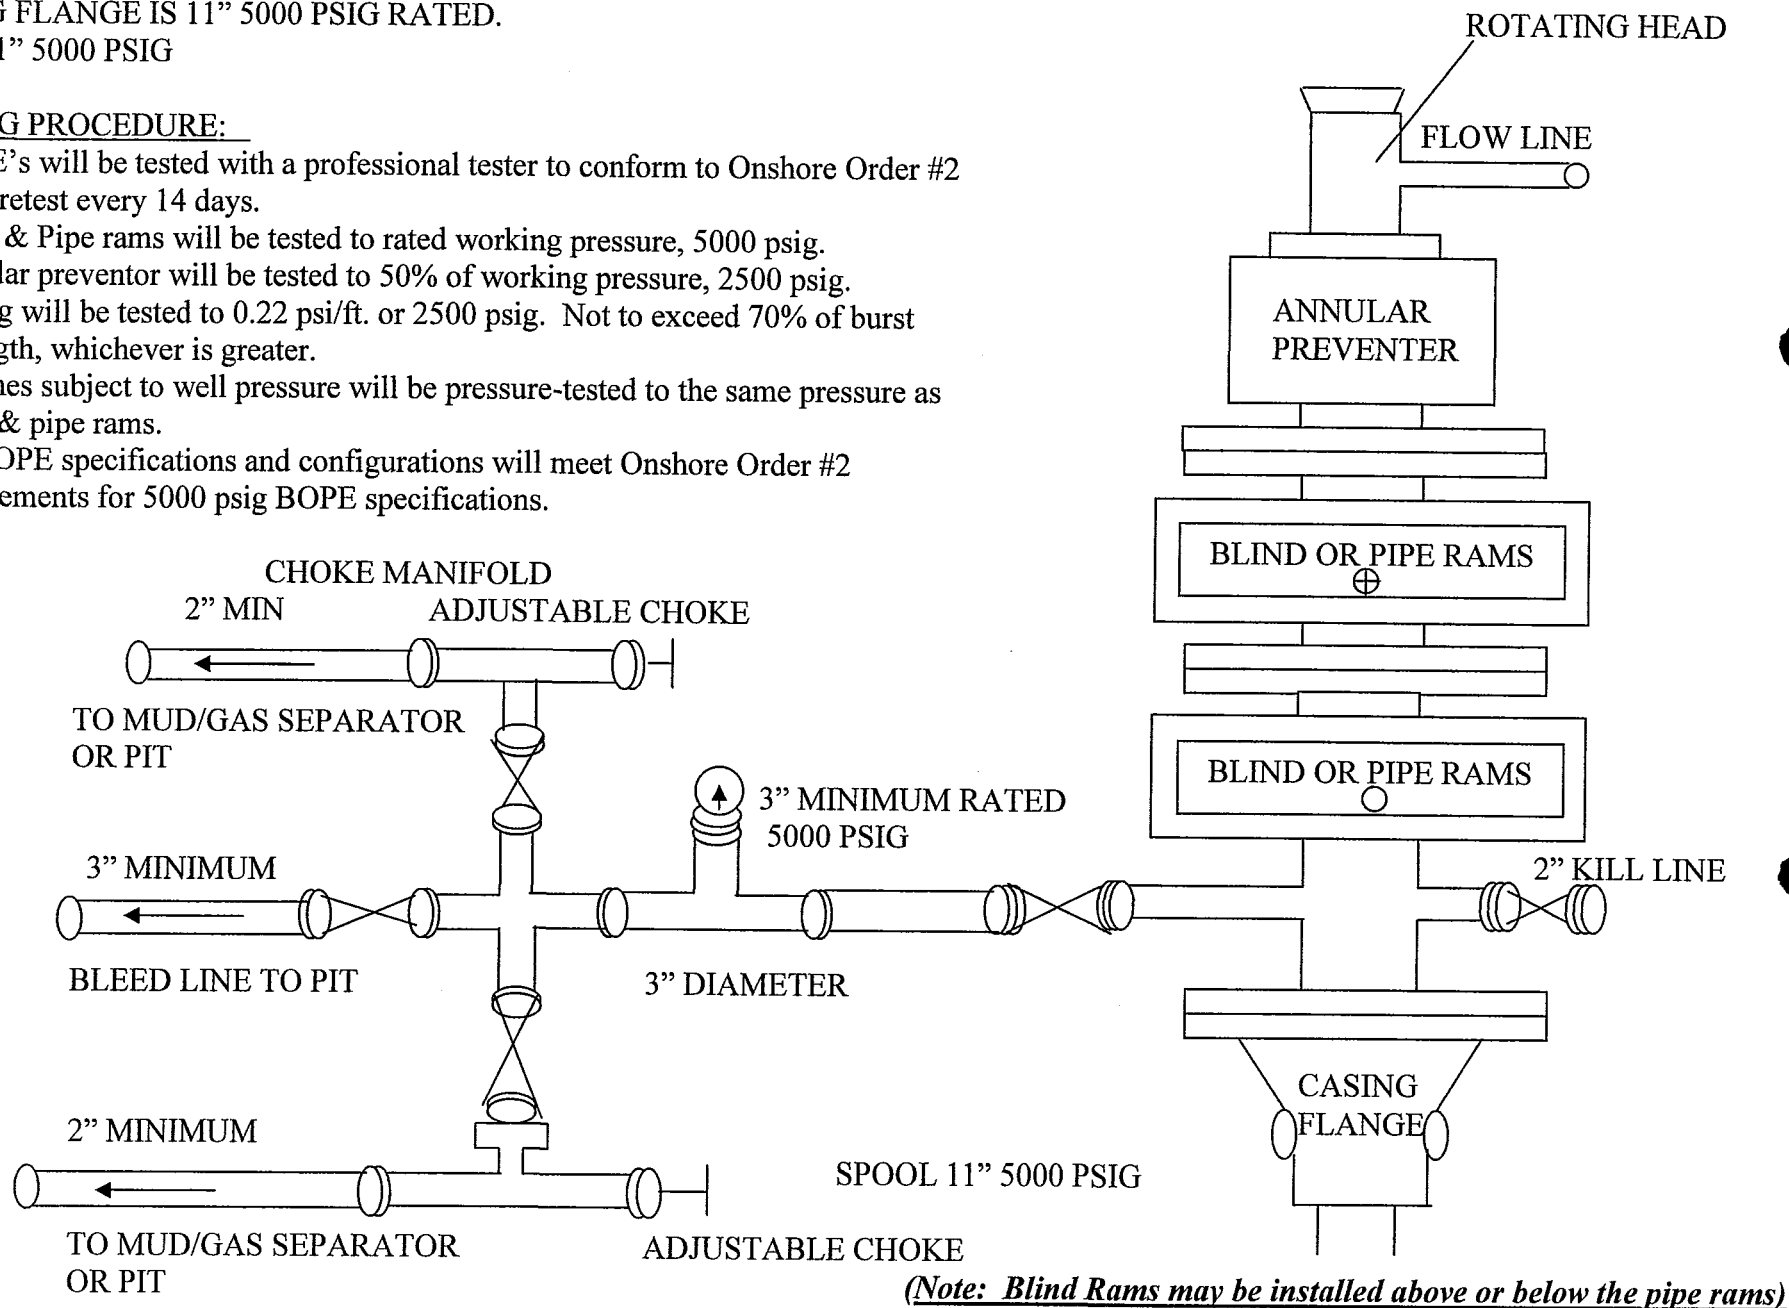 FLANGE IS 11” 5000 PSIG RATED.
5000 PSIG
PROCEDURE:
will be tested with a professional tester to conform to Onshore Order #2
retest every 14 days.
& Pipe rams will be tested to rated working pressure, 5000 psig.
preventor will be tested to 50% of working pressure, 2500 psig.
will be tested to 0.22 psi/ft. or 2500 psig. Not to exceed 70% of burst
whichever is greater.
subject to well pressure will be pressure-tested to the same pressure as
& pipe rams.
OPE specifications and configurations will meet Onshore Order #2
ements for 5000 psig BOPE specifications.
ROTATING HEAD
FLOW LINE
ANNULAR
PREVENTER
BLIND OR PIPE RAMS
BLIND OR PIPE RAMS
2” KILL LINE
CASING
FLANGE
CHOKE MANIFOLD
2” MIN
ADJUSTABLE CHOKE
TO MUD/GAS SEPARATOR
OR PIT
3” MINIMUM RATED
5000 PSIG
3” MINIMUM
BLEED LINE TO PIT
3” DIAMETER
2” MINIMUM
SPOOL 11” 5000 PSIG
TO MUD/GAS SEPARATOR
OR PIT
ADJUSTABLE CHOKE
(Note: Blind Rams may be installed above or below the pipe rams)